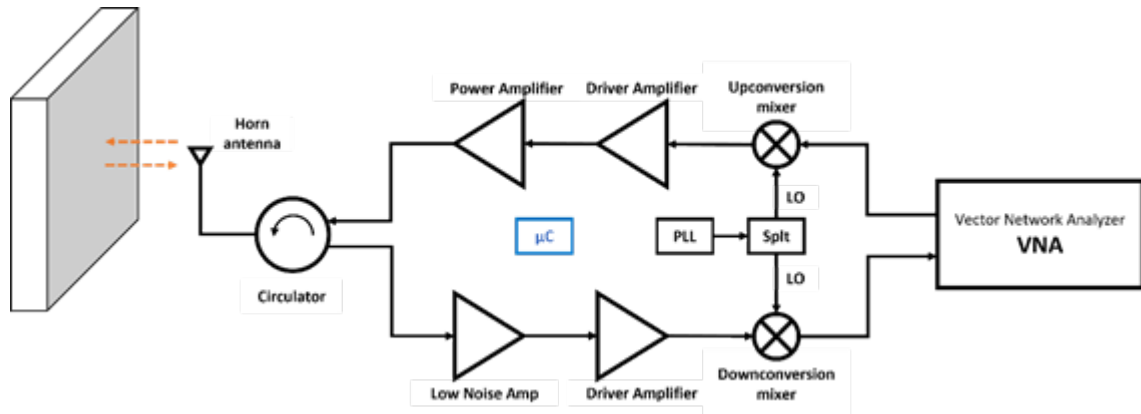 Power Amplifier
Driver Amplifier
Upconversion
mixer
Horn
antenna
LO
µC
PLL
Splt
Vector Network Analyzer
VNA
LO
Circulator
Low Noise Amp
Driver Amplifier
Downconversion
mixer